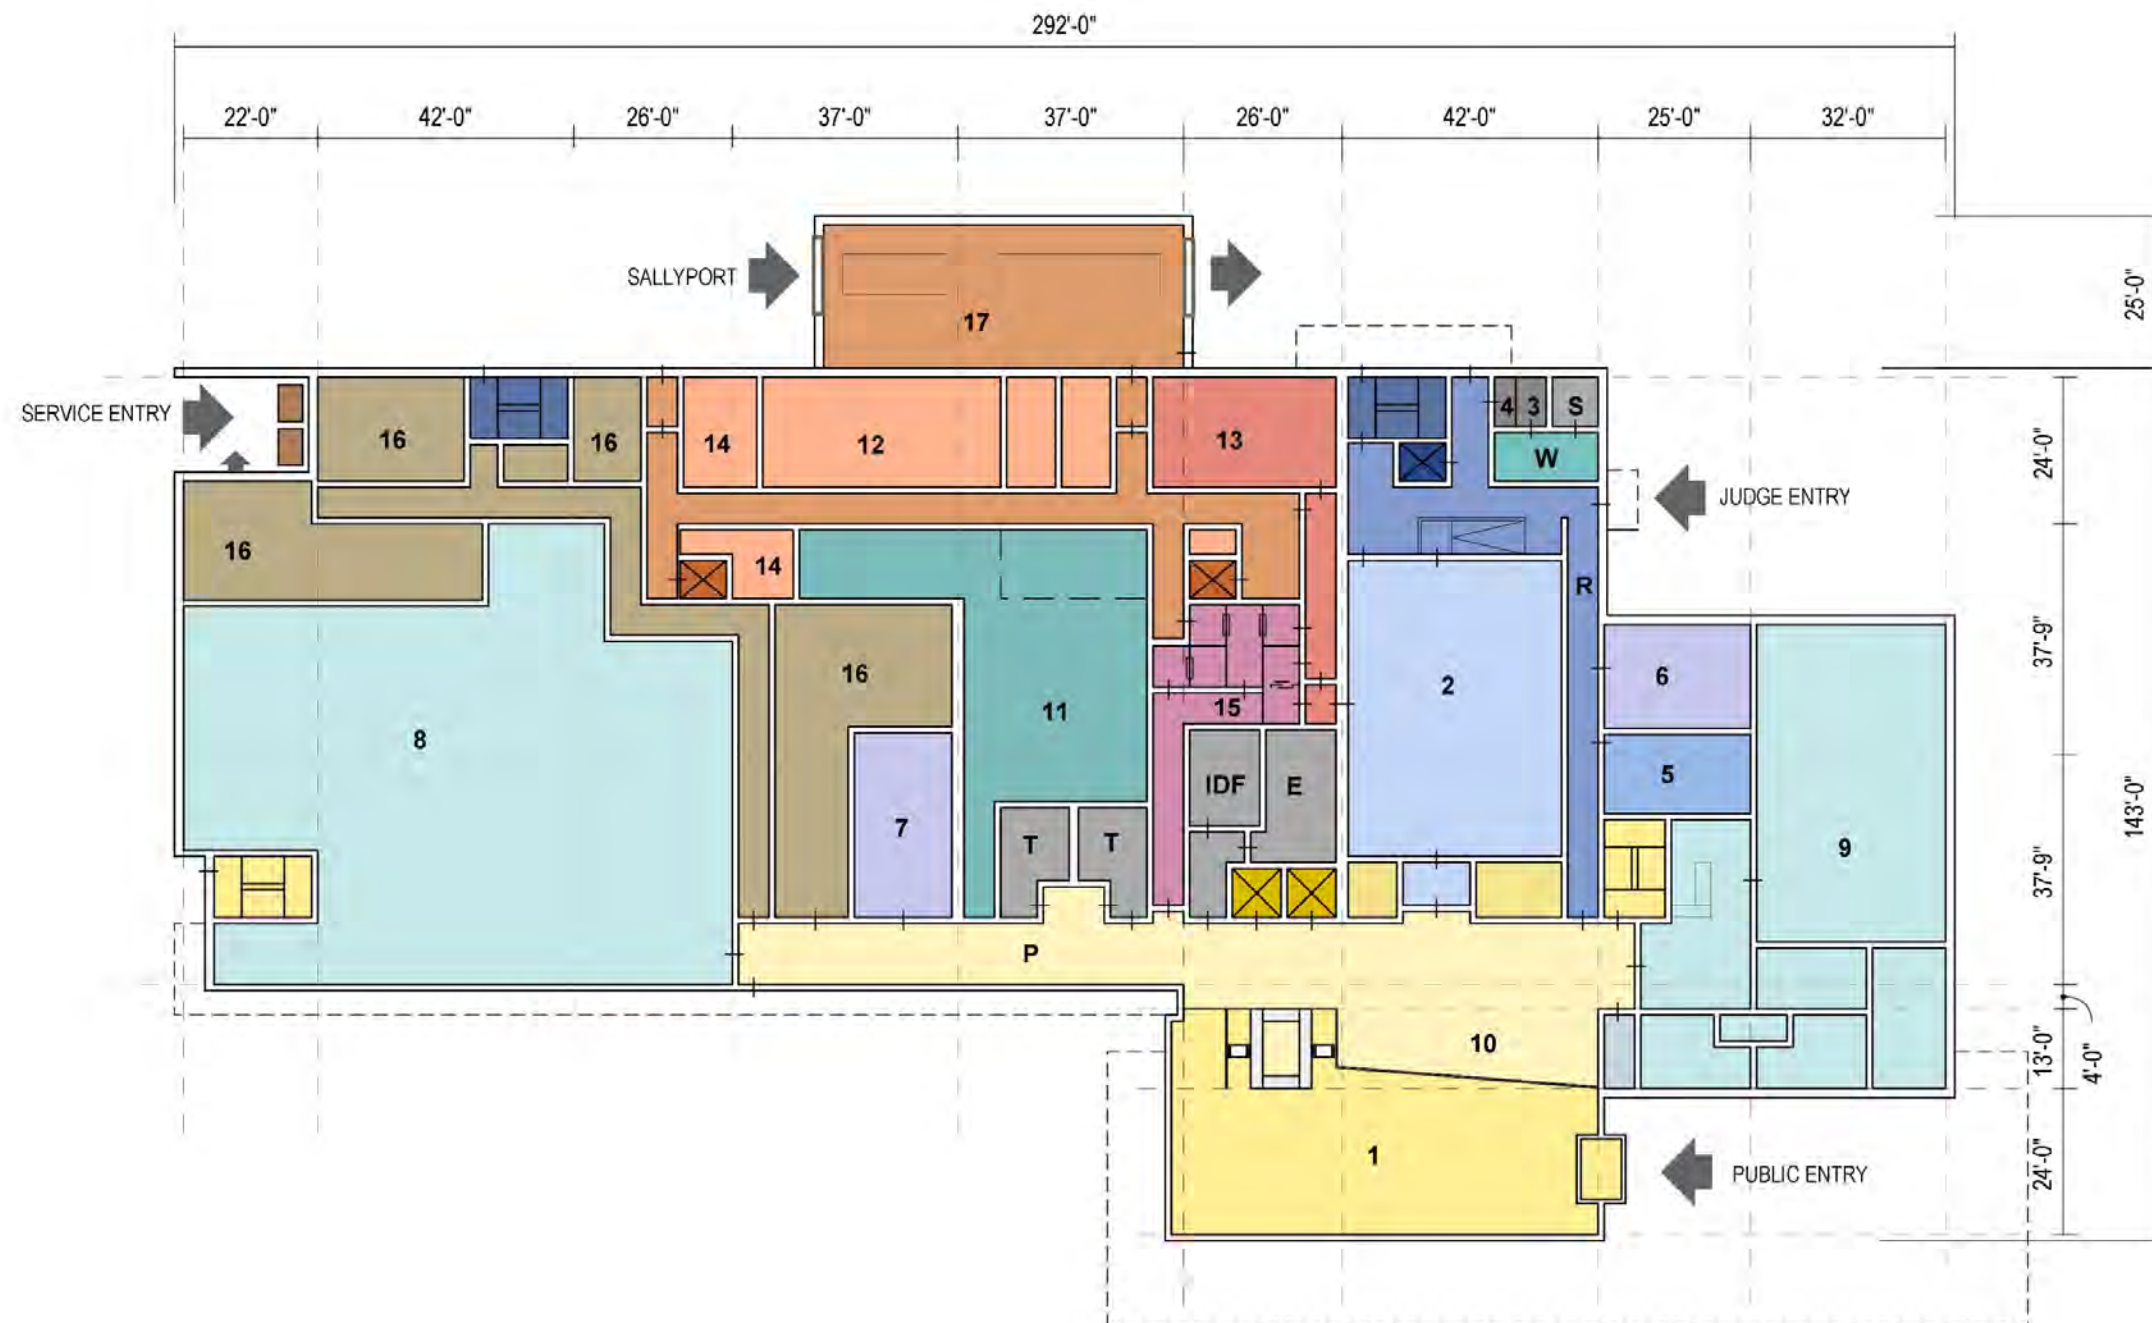 292'-0"
22'-0" 42'-0" 26'-0" 37'-0" 37'-0" 26'-0" 42'-0" 25'-0" 32'-0"
SALLYPORT
17
25'-0"
SERVICE ENTRY
16
16
14
12
13
4 3 S
W
24'-0"
JUDGE ENTRY
16
14
R
16
11
15
2
6
37'-9"
8
7
IDF E
5
T T
9
37'-9"
143'-0"
P
10
13'-0"
4'-0"
1
24'-0"
PUBLIC ENTRY